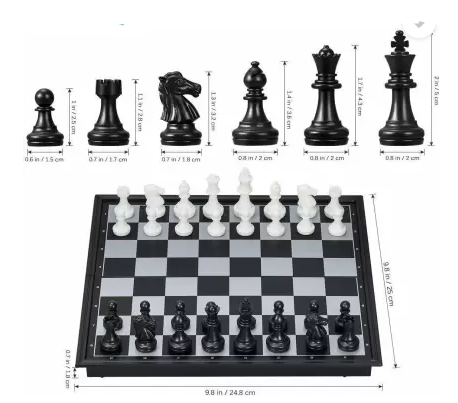 1 in / 2.5 cm
1.1 in / 2.8 cm
1.3 in / 3.2 cm
1.4 in / 3.6 cm
1.7 in / 4.3 cm
2 in / 5 cm
0.6 in / 1.5 cm
0.7 in / 1.7 cm
0.7 in / 1.8 cm
0.8 in / 2 cm
0.8 in / 2 cm
0.8 in / 2 cm
9.8 in / 25 cm
0.7 in / 1.8 cm
9.8 in / 24.8 cm